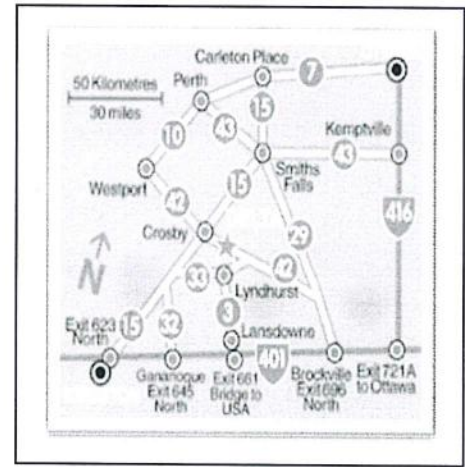 Carleton Place
7
50 Kilometres
30 miles
Perth
15
Kemptville
10
43
43
Smiths
Falls
Westport
15
42
416
Crosby
29
N
33
42
Lyndhurst
3
Exit 623
North
15
32
Lansdowne
401
Gananoque
Exit 645
North
Exit 661
Bridge to
USA
Brockville
Exit 696
North
Exit 721A
to Ottawa